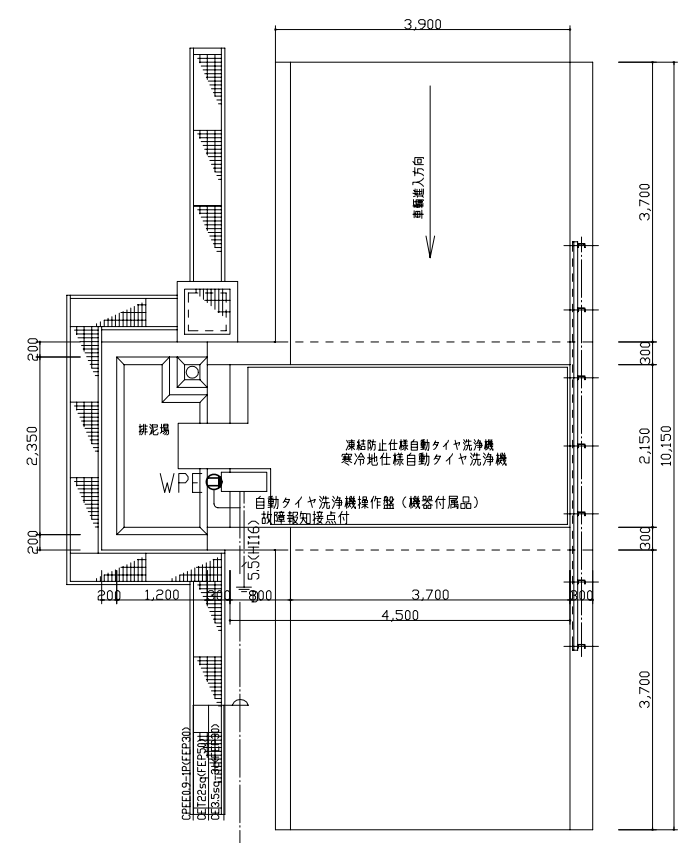 3,900
車輛進入方向
3,700
200
300
排泥場
凍結防止仕様自動タイヤ洗浄機
寒冷地仕様自動タイヤ洗浄機
2,350
2,150
10,150
WPE
自動タイヤ洗浄機操作盤（機器付属品）
故障報知接点付
200
300
5.5(HI16)
200
1,200
800
3,700
300
4,500
3,700
CPEE0.9-1P(FEP30)
CET22sq(FEP50)